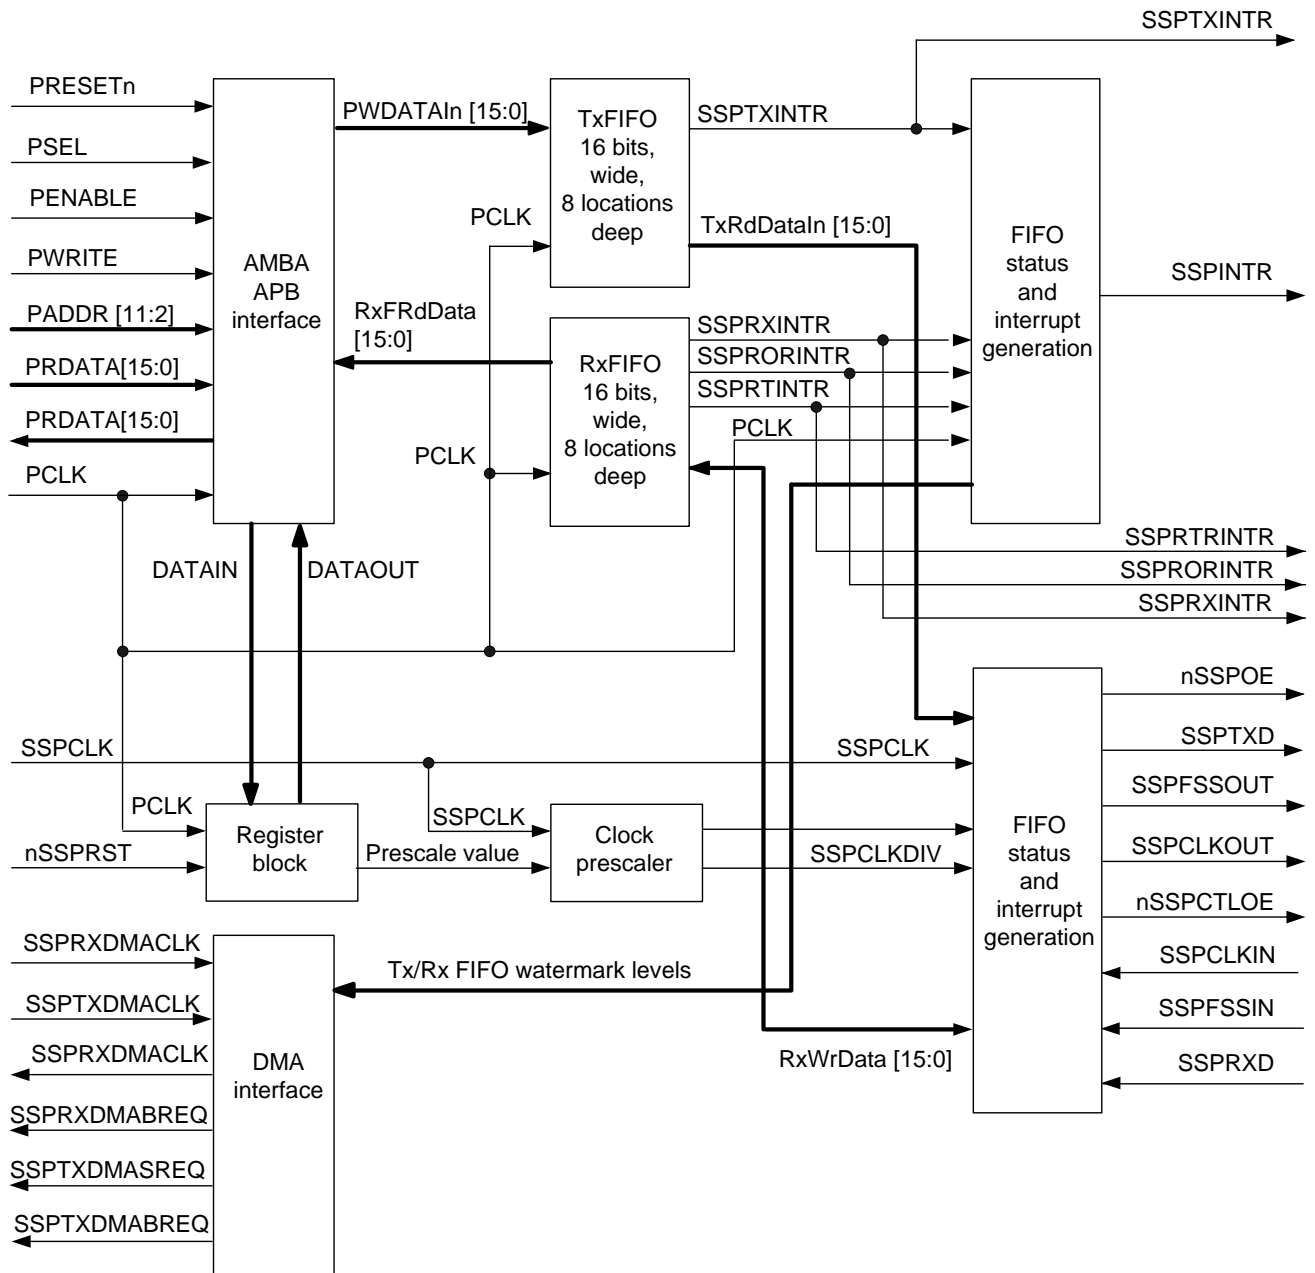 SSPTXINTR
PRESETn
PSEL
PENABLE
PWRITE
PADDR [11:2]
PRDATA[15:0]
PRDATA[15:0]
PCLK
AMBA
APB
interface
PWDATAIn [15:0]
PCLK
RxFRdData
[15:0]
PCLK
TxFIFO
16 bits,
wide,
8 locations
deep
RxFIFO
16 bits,
wide,
8 locations
deep
SSPTXINTR
TxRdDataIn [15:0]
SSPRXINTR
SSPRORINTR
SSPRTINTR
PCLK
FIFO
status
and
interrupt
generation
SSPINTR
SSPRTRINTR
SSPRORINTR
SSPRXINTR
DATAIN
DATAOUT
SSPCLK
SSPCLK
PCLK
nSSPRST
Register
block
SSPCLK
Prescale value
Clock
prescaler
SSPCLKDIV
FIFO
status
and
interrupt
generation
nSSPOE
SSPTXD
SSPFSSOUT
SSPCLKOUT
nSSPCTLOE
SSPCLKIN
SSPFSSIN
SSPRXD
SSPRXDMACLK
SSPTXDMACLK
SSPRXDMACLK
SSPRXDMABREQ
SSPTXDMASREQ
SSPTXDMABREQ
DMA
interface
Tx/Rx FIFO watermark levels
RxWrData [15:0]